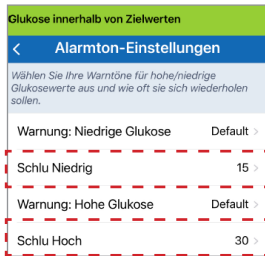 Glukose innerhalb von Zielwerten
Alarmton-Einstellungen
Wählen Sie Ihre Warntöne für hohe/niedrige
Glukosewerte aus und wie oft sie sich wiederholen
sollen.
Warnung: Niedrige Glukose Default
Schlu Niedrig 15
Warnung: Hohe Glukose Default
Schlu Hoch 30